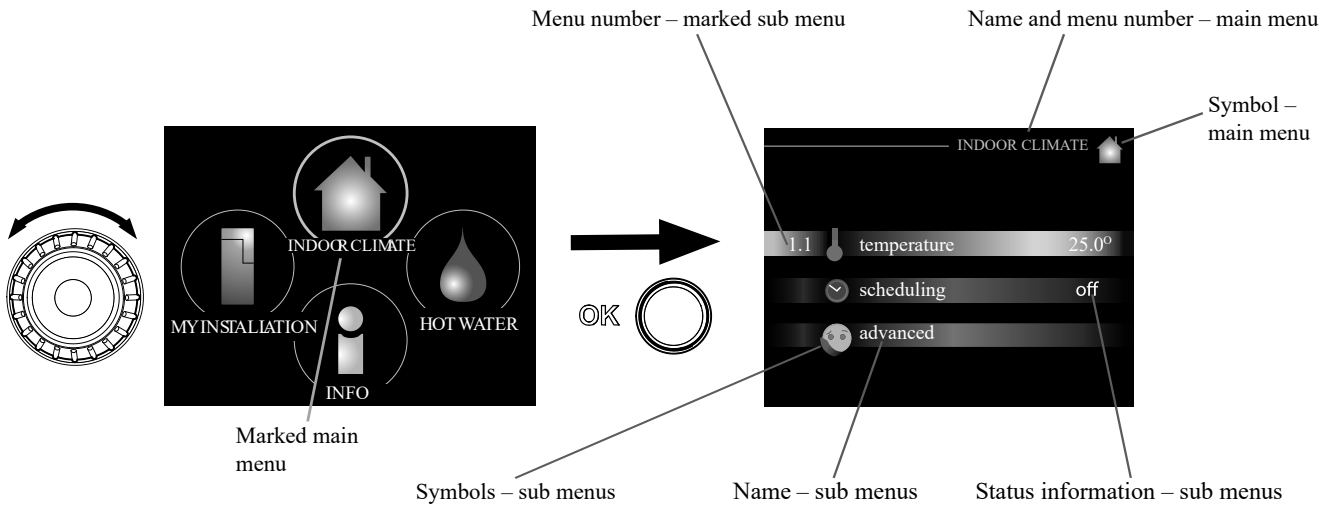 Menu number – marked sub menu
Name and menu number – main menu
Symbol –
main menu
INDOOR CLIMATE
INDOOR CLIMATE
MY INSTALLATION
HOT WATER
INFO
OK
1.1 temperature 25.0°
scheduling off
advanced
Marked main
menu
Symbols – sub menus
Name – sub menus
Status information – sub menus